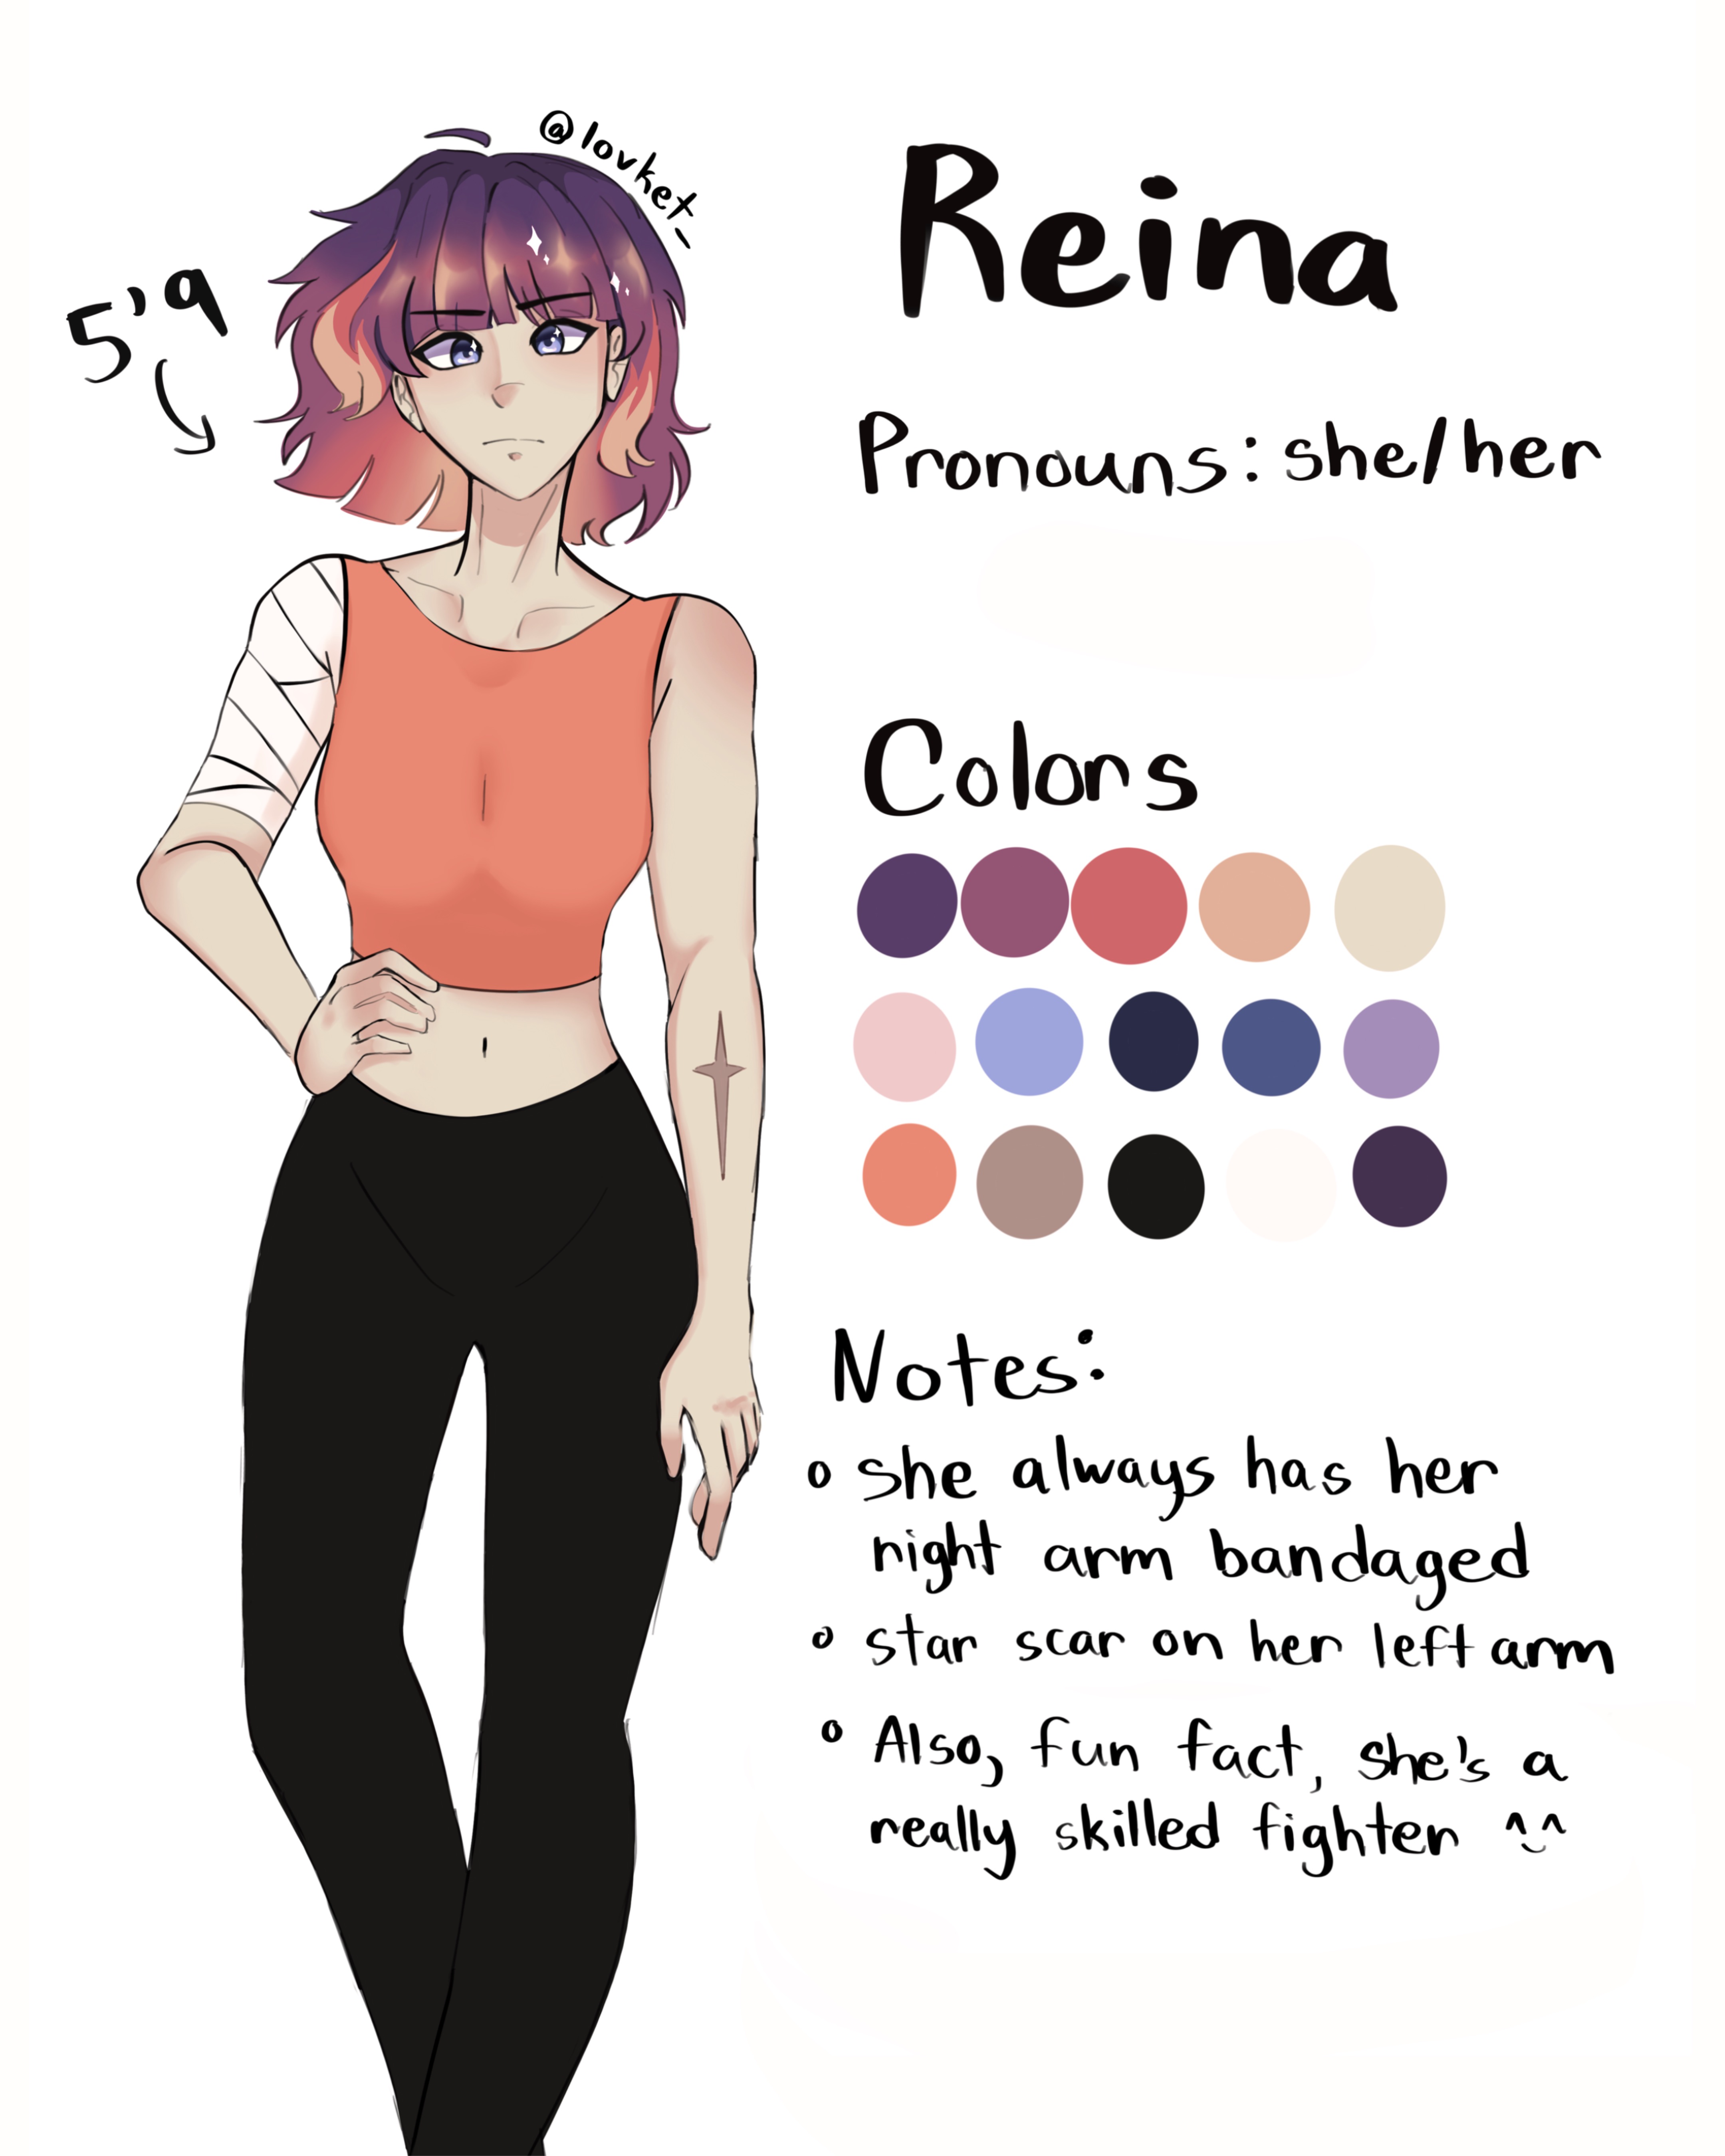 @lovket_
5'9
Reina
Pronouns: she/her
Colors
Notes:
o she always has her
right arm bandaged
o star scar on her left arm
o Also, fun fact, she's a
really skilled fighter ^‿^